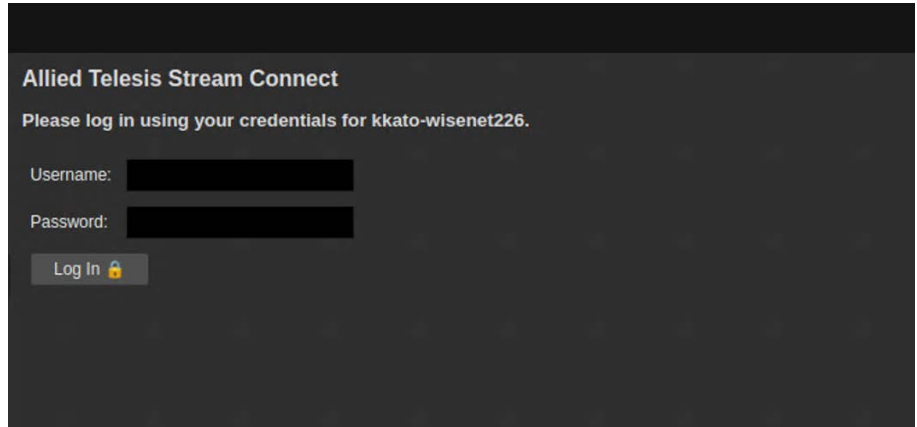 Allied Telesis Stream Connect
Please log in using your credentials for kkato-wisenet226.
Username:
Password:
Log In 🔒